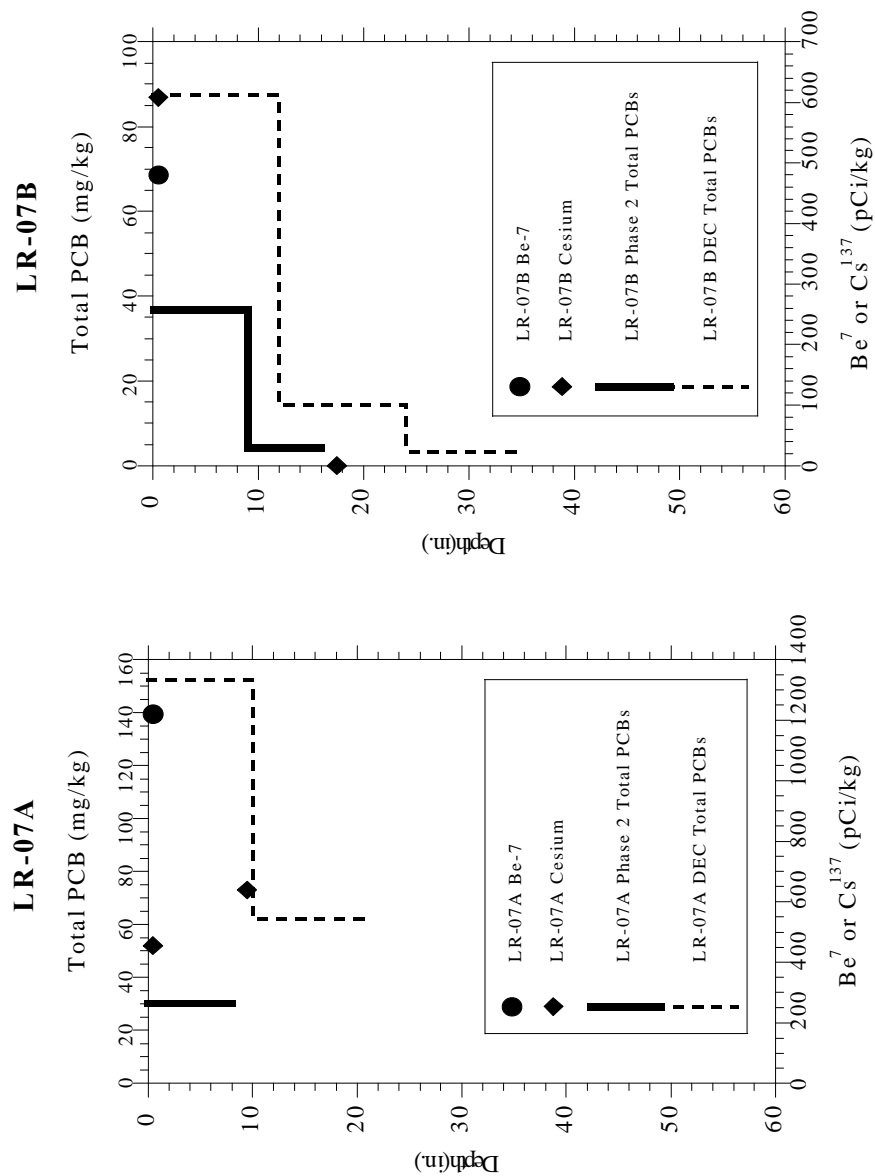 LR-07A
Total PCB (mg/kg)
0 20 40 60 80 100 120 140 160
Depth(in.)
0
10
20
30
40
50
60
LR-07A Be-7
LR-07A Cesium
LR-07A Phase 2 Total PCBs
LR-07A DEC Total PCBs
0 200 400 600 800 1000 1200 1400
Be⁷ or Cs¹³⁷ (pCi/kg)
LR-07B
Total PCB (mg/kg)
0 20 40 60 80 100
Depth(in.)
0
10
20
30
40
50
60
LR-07B Be-7
LR-07B Cesium
LR-07B Phase 2 Total PCBs
LR-07B DEC Total PCBs
0 100 200 300 400 500 600 700
Be⁷ or Cs¹³⁷ (pCi/kg)